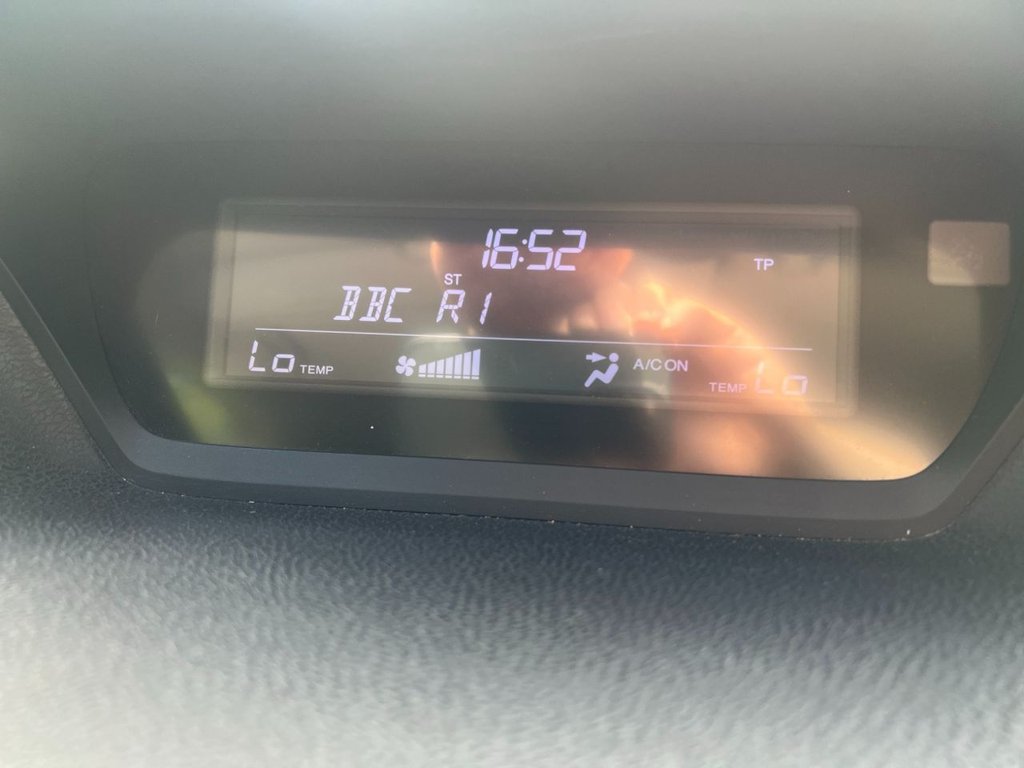 16:52
TP
ST
BBC R1
Lo TEMP A/C ON TEMP Lo